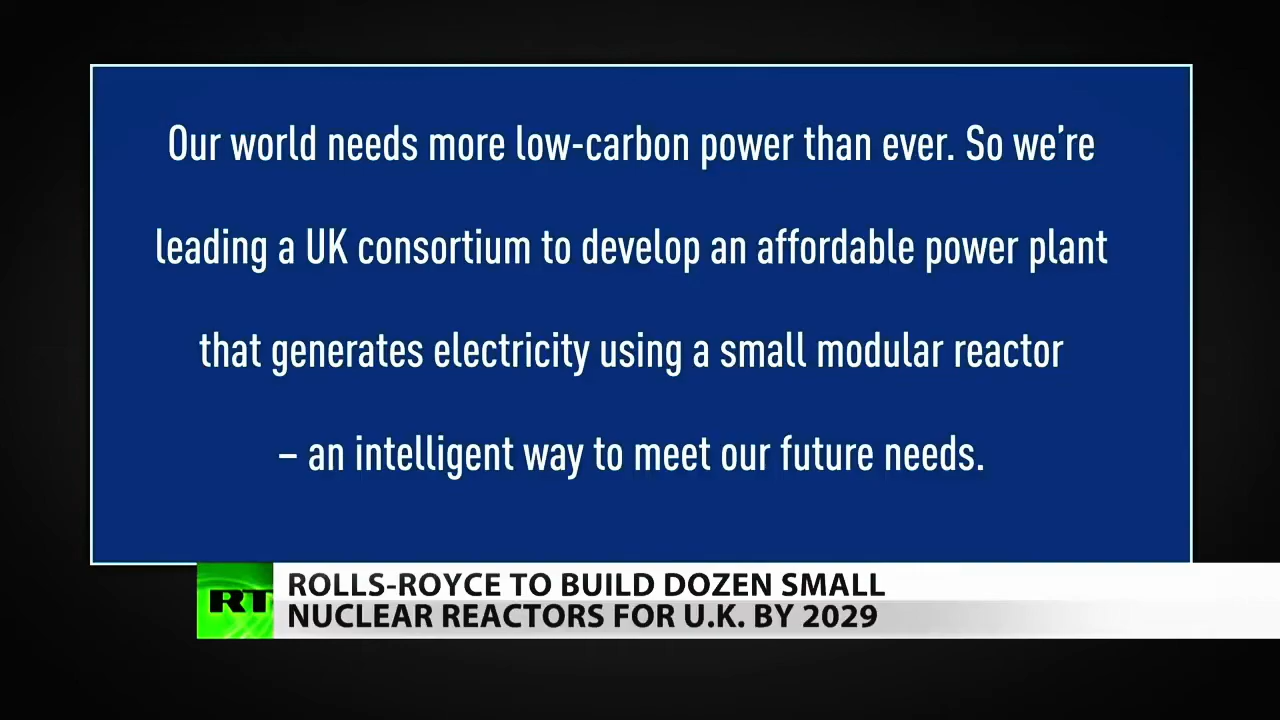 Our world needs more low-carbon power than ever. So we’re
leading a UK consortium to develop an affordable power plant
that generates electricity using a small modular reactor
– an intelligent way to meet our future needs.
RT
ROLLS-ROYCE TO BUILD DOZEN SMALL
NUCLEAR REACTORS FOR U.K. BY 2029